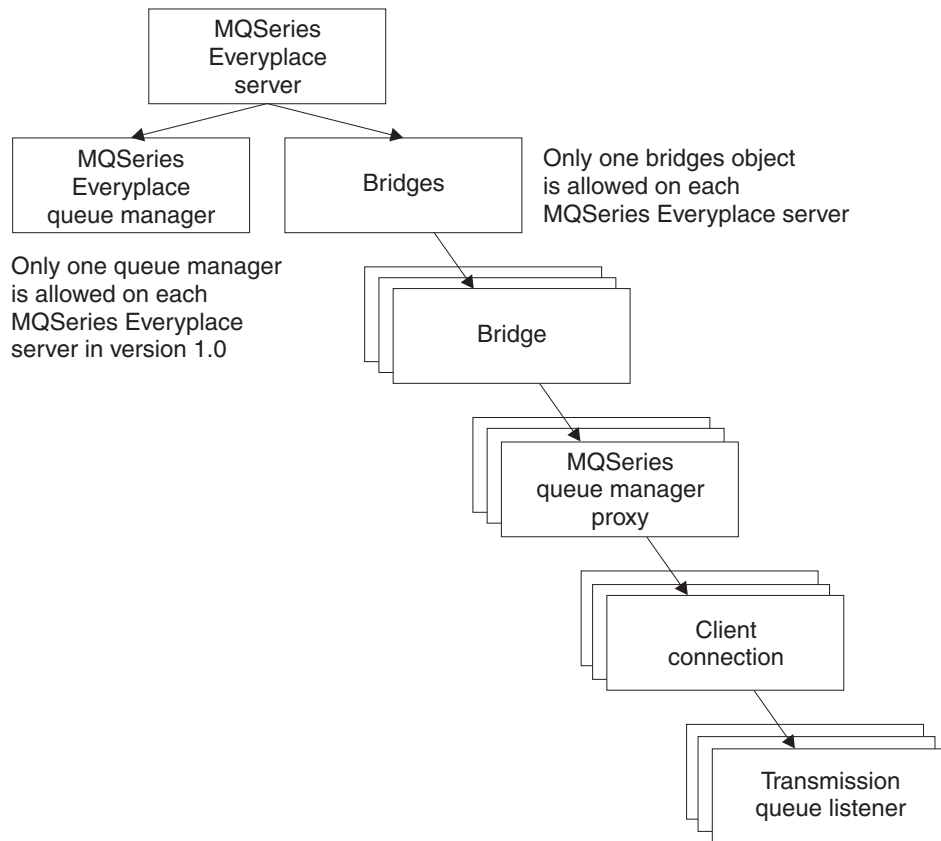 MQSeries
Everyplace
server
MQSeries
Everyplace
queue manager
Bridges
Only one bridges object
is allowed on each
MQSeries Everyplace server
Only one queue manager
is allowed on each
MQSeries Everyplace
server in version 1.0
Bridge
MQSeries
queue manager
proxy
Client
connection
Transmission
queue listener